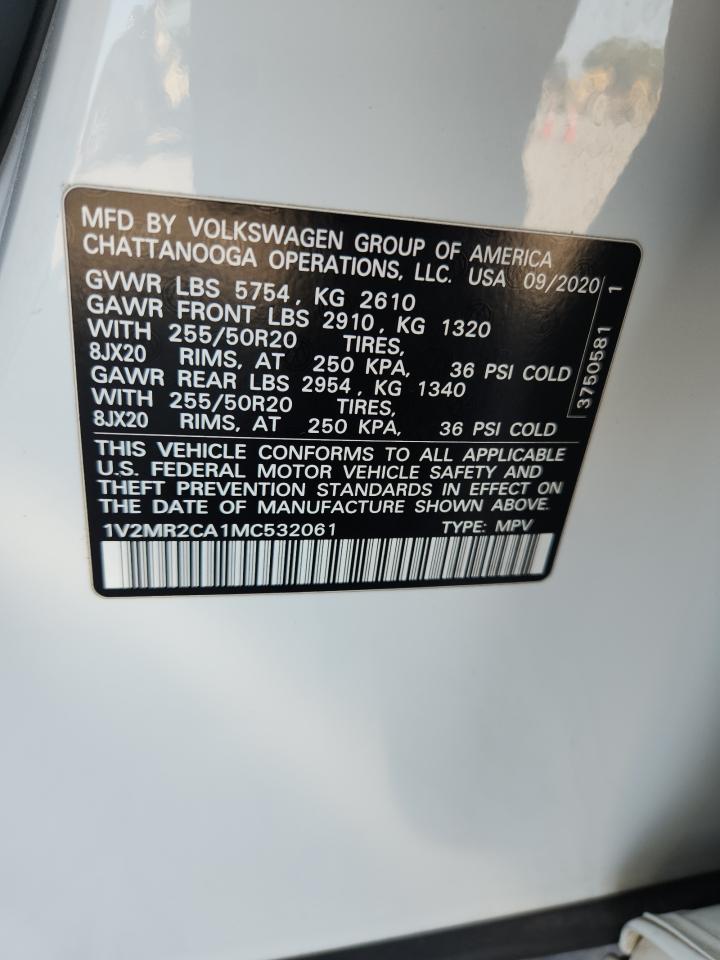 MFD BY VOLKSWAGEN GROUP OF AMERICA
CHATTANOOGA OPERATIONS, LLC. USA 09/2020
GVWR LBS 5754, KG 2610
GAWR FRONT LBS 2910, KG 1320
WITH 255/50R20 TIRES,
8JX20 RIMS, AT 250 KPA, 36 PSI COLD
GAWR REAR LBS 2954, KG 1340
WITH 255/50R20 TIRES,
8JX20 RIMS, AT 250 KPA, 36 PSI COLD
3750581 1
THIS VEHICLE CONFORMS TO ALL APPLICABLE
U.S. FEDERAL MOTOR VEHICLE SAFETY AND
THEFT PREVENTION STANDARDS IN EFFECT ON
THE DATE OF MANUFACTURE SHOWN ABOVE.
1V2MR2CA1MC532061 TYPE: MPV